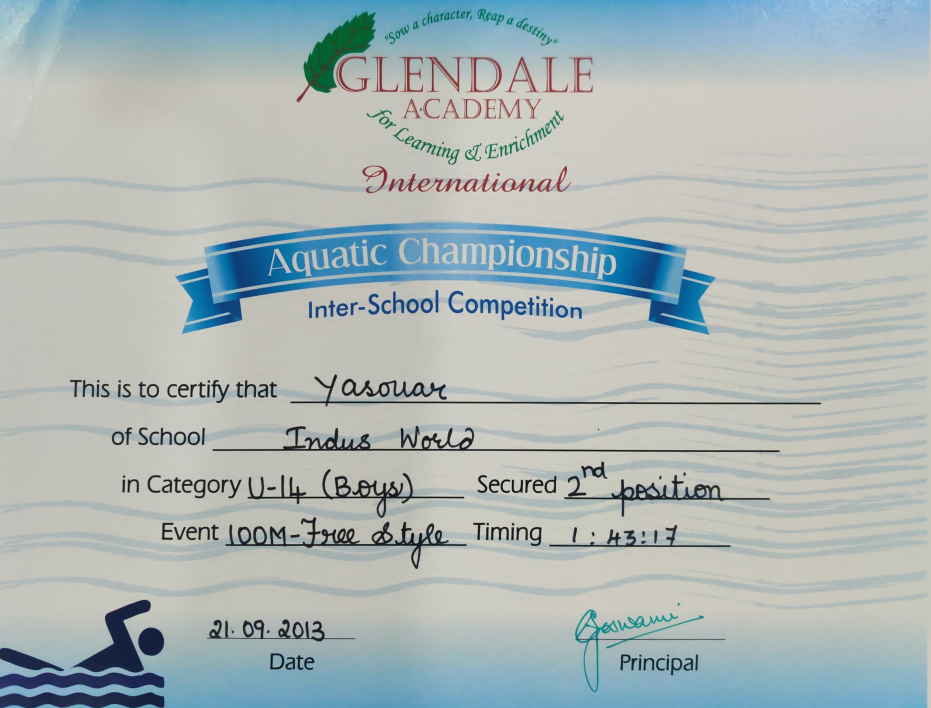 "Sow a character, Reap a destiny"
GLENDALE
ACADEMY
for Learning & Enrichment
International
Aquatic Championship
Inter-School Competition
This is to certify that Yasouar
of School Indus World
in Category U-14 (Boys) Secured 2nd position
Event 100M-Free Style Timing 1:43:17
21.09.2013 Goswami
Date Principal